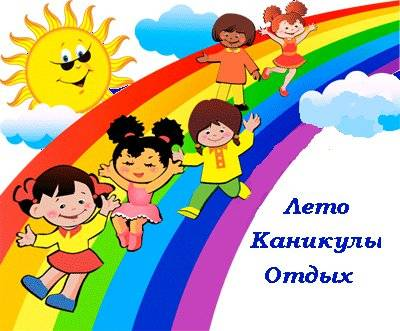 Лето
Каникулы
Отдых